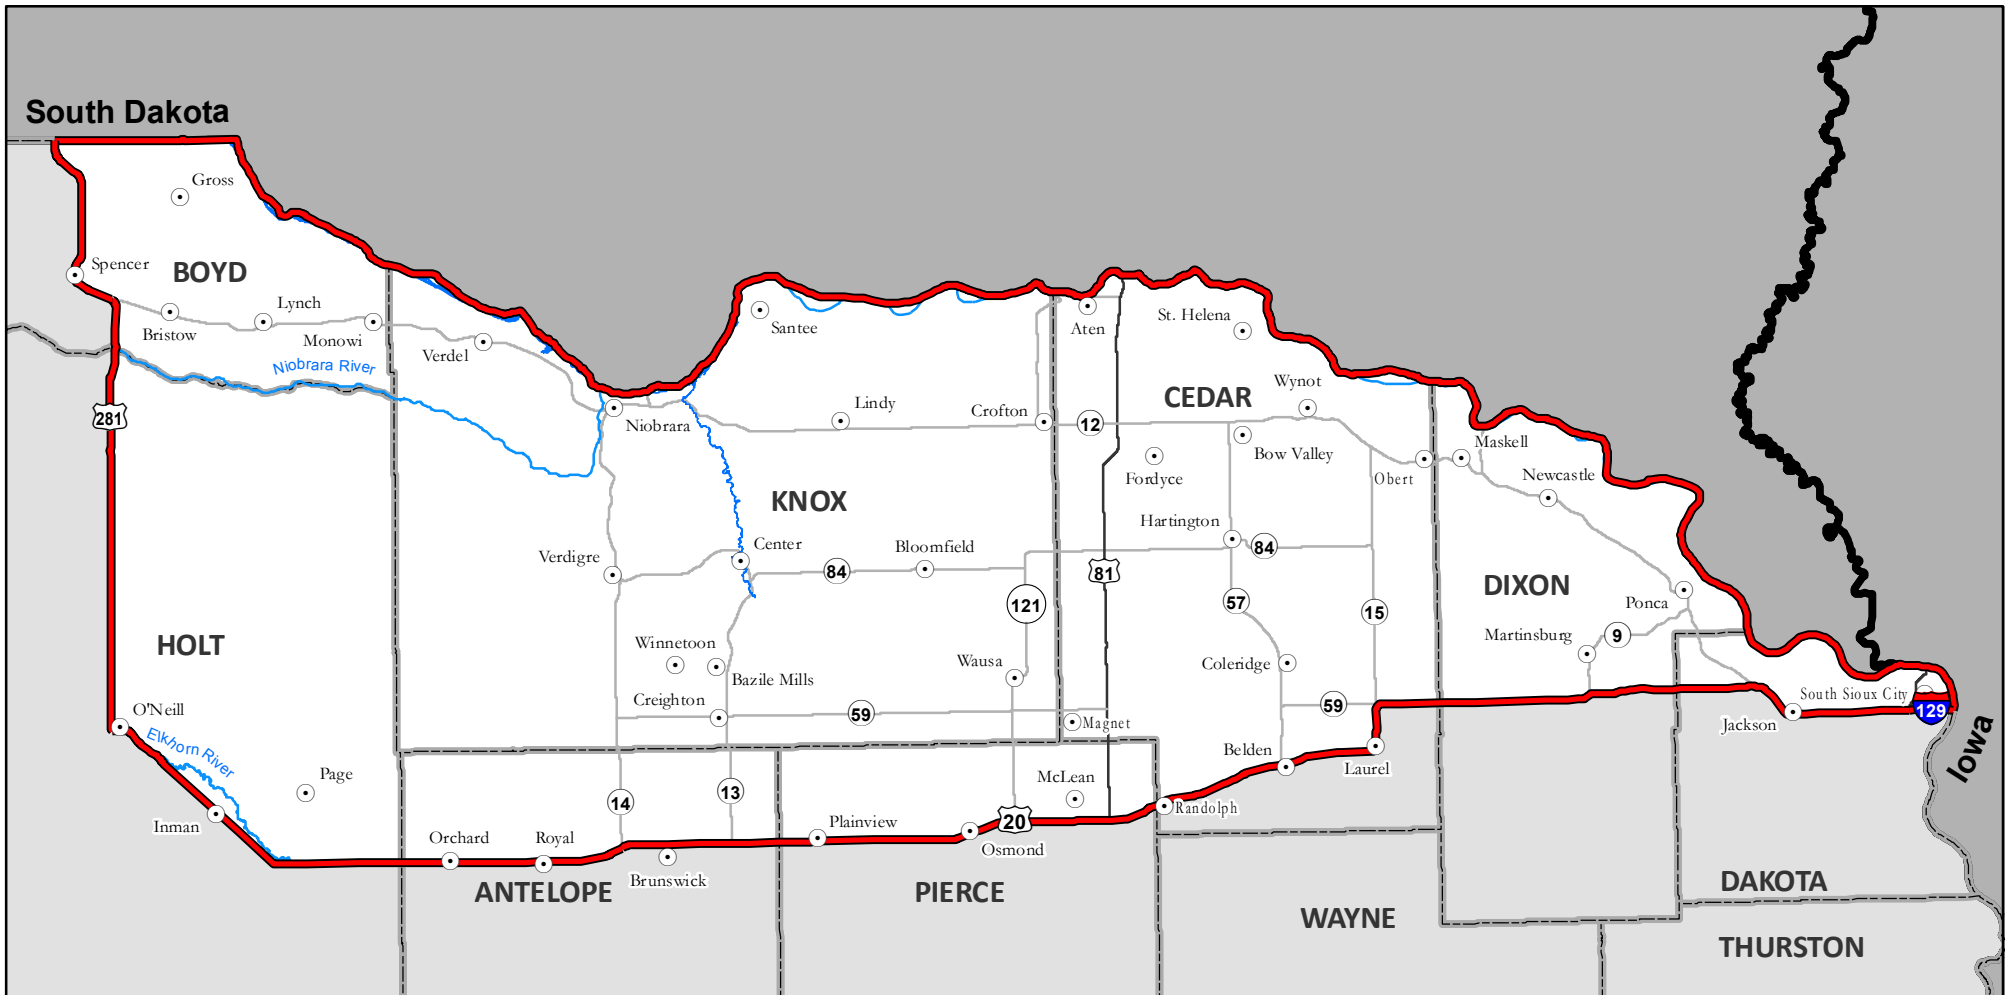 South Dakota
Gross
Spencer
BOYD
Lynch
Bristow
Monowi
Verdel
Niobrara River
281
Santee
Aten
St. Helena
Niobrara
Lindy
Crofton
12
CEDAR
Wynot
Bow Valley
Fordyce
Obert
Maskell
Newcastle
KNOX
Hartington
84
Verdigre
Center
Bloomfield
84
81
121
57
15
DIXON
Ponca
Martinsburg
9
HOLT
Winnetoon
Bazile Mills
Wausa
Coleridge
Creighton
59
Magnet
59
O'Neill
Elkhorn River
South Sioux City
129
Jackson
Iowa
Belden
Laurel
Page
McLean
14
13
20
Randolph
Inman
Orchard
Royal
Brunswick
Plainview
Osmond
ANTELOPE
PIERCE
WAYNE
DAKOTA
THURSTON